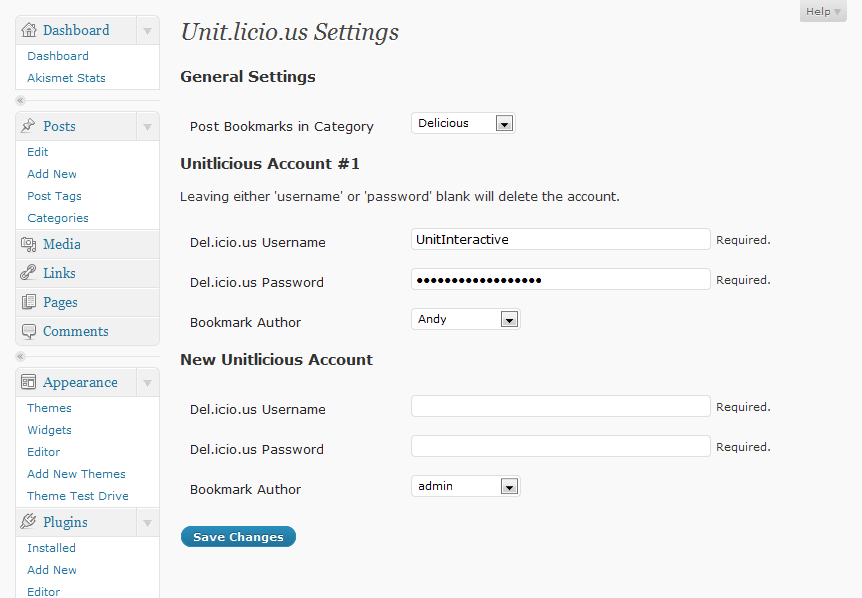 Help
Dashboard
Dashboard
Akismet Stats
Posts
Edit
Add New
Post Tags
Categories
Media
Links
Pages
Comments
Appearance
Themes
Widgets
Editor
Add New Themes
Theme Test Drive
Plugins
Installed
Add New
Editor
Unit.licio.us Settings
General Settings
Post Bookmarks in Category Delicious
Unitlicious Account #1
Leaving either 'username' or 'password' blank will delete the account.
Del.icio.us Username UnitInteractive Required.
Del.icio.us Password •••••••••••••••••• Required.
Bookmark Author Andy
New Unitlicious Account
Del.icio.us Username Required.
Del.icio.us Password Required.
Bookmark Author admin
Save Changes